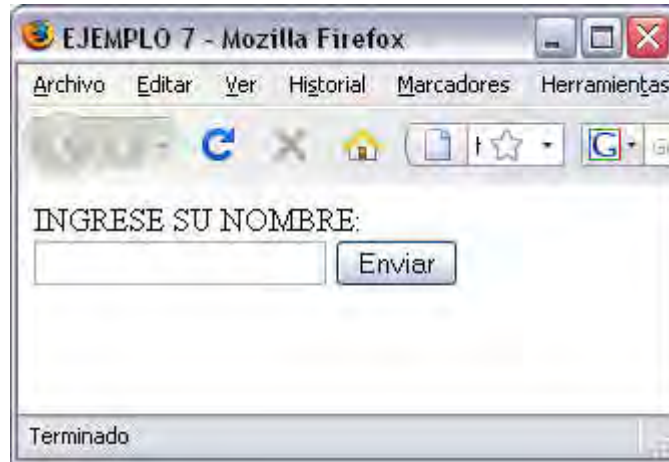 EJEMPLO 7 - Mozilla Firefox
Archivo Editar Ver Historial Marcadores Herramientas
G
INGRESE SU NOMBRE:
Enviar
Terminado